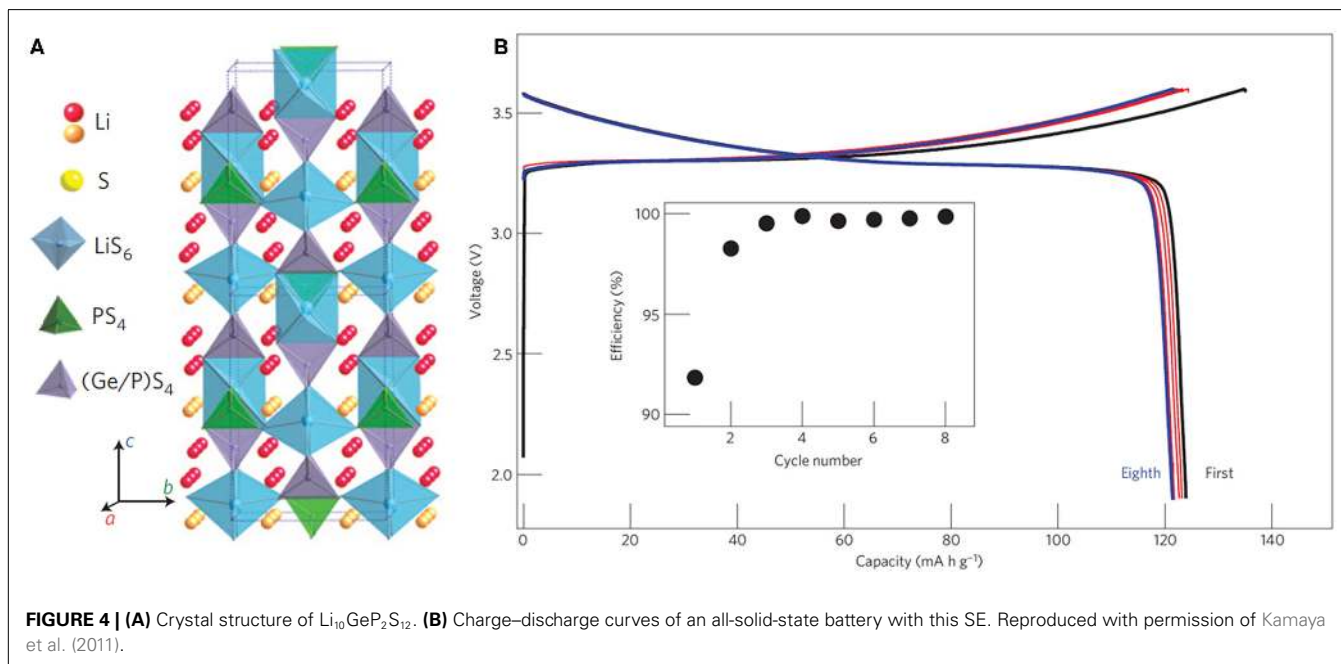 A
Li
S
LiS₆
PS₄
(Ge/P)S₄
c
b
a
B
3.5
3.0
2.5
2.0
Voltage (V)
100
95
90
Efficiency (%)
2 4 6 8
Cycle number
Eighth First
0 20 40 60 80 100 120 140
Capacity (mA h g⁻¹)
FIGURE 4 | (A) Crystal structure of Li₁₀GeP₂S₁₂. (B) Charge–discharge curves of an all-solid-state battery with this SE. Reproduced with permission of Kamaya
et al. (2011).